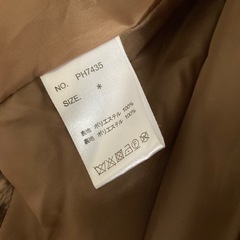 NO. PH7435
SIZE. *
表地 ポリエステル 100%
裏地 ポリエステル 100%